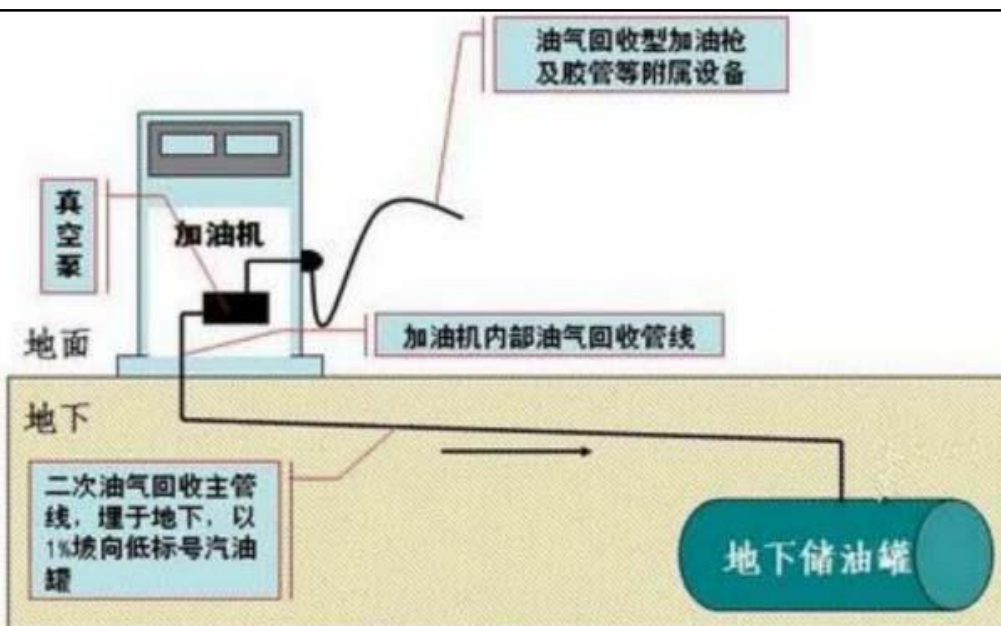 油气回收型加油枪
及胶管等附属设备
真
空
泵
加油机
加油机内部油气回收管线
地面
地下
二次油气回收主管
线，埋于地下，以
1%坡向低标号汽油
罐
地下储油罐